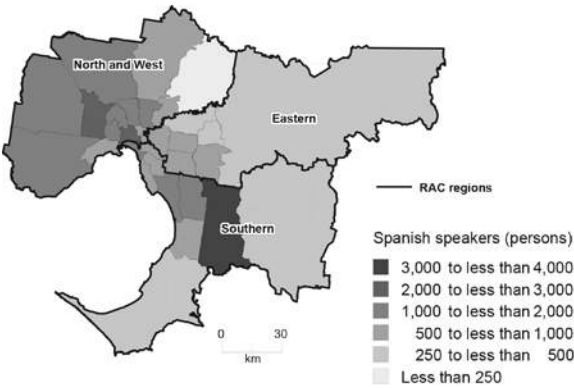 North and West
Eastern
RAC regions
Southern
Spanish speakers (persons)
3,000 to less than 4,000
2,000 to less than 3,000
1,000 to less than 2,000
500 to less than 1,000
250 to less than 500
Less than 250
0 30
km